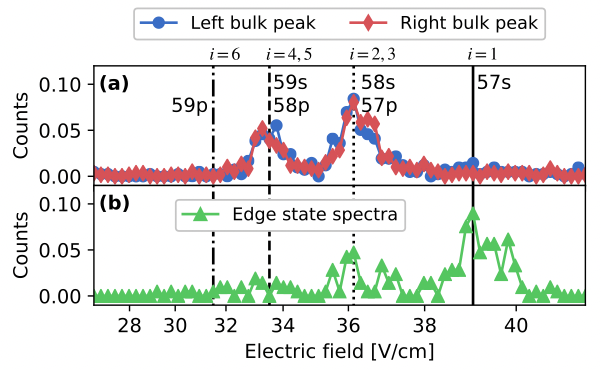 Left bulk peak Right bulk peak
i = 6 i = 4, 5 i = 2, 3 i = 1
(a) 59s 58s 57s
59p 58p 57p
0.10
0.05
0.00
Counts
(b) Edge state spectra
0.10
0.05
0.00
Counts
28 30 32 34 36 38 40
Electric field [V/cm]